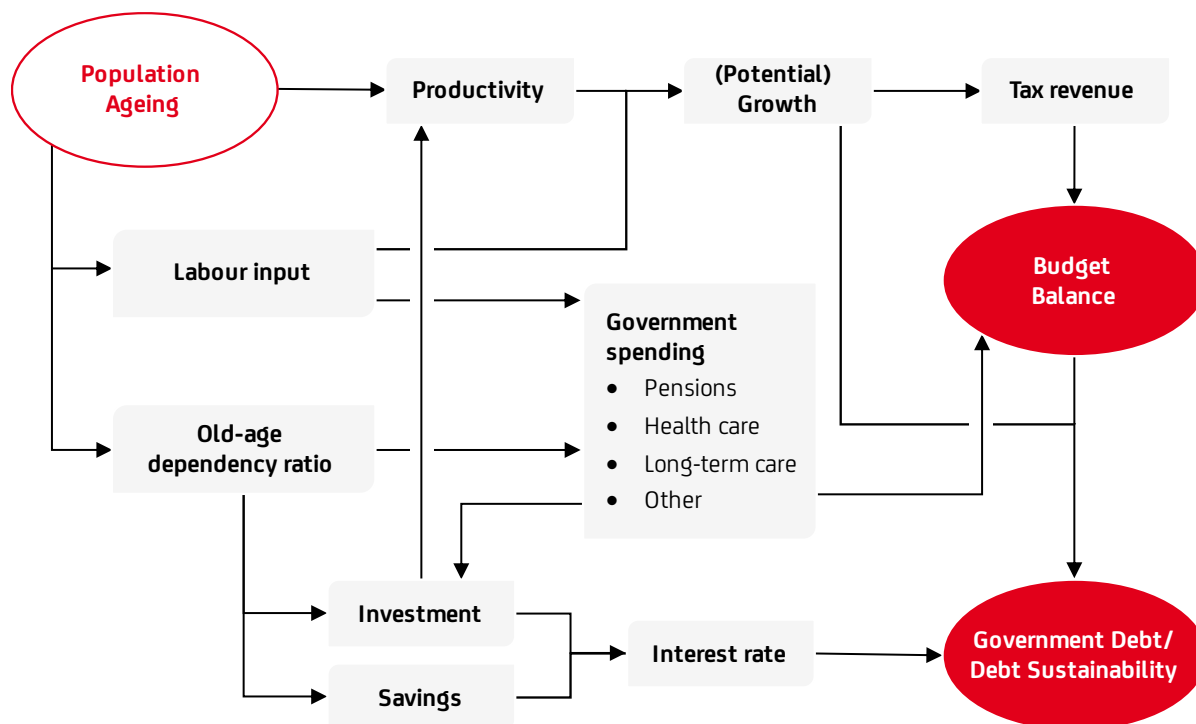 Population
Ageing
Productivity
(Potential)
Growth
Tax revenue
Labour input
Budget
Balance
Government
spending
• Pensions
• Health care
• Long-term care
• Other
Old-age
dependency ratio
Investment
Interest rate
Savings
Government Debt/
Debt Sustainability